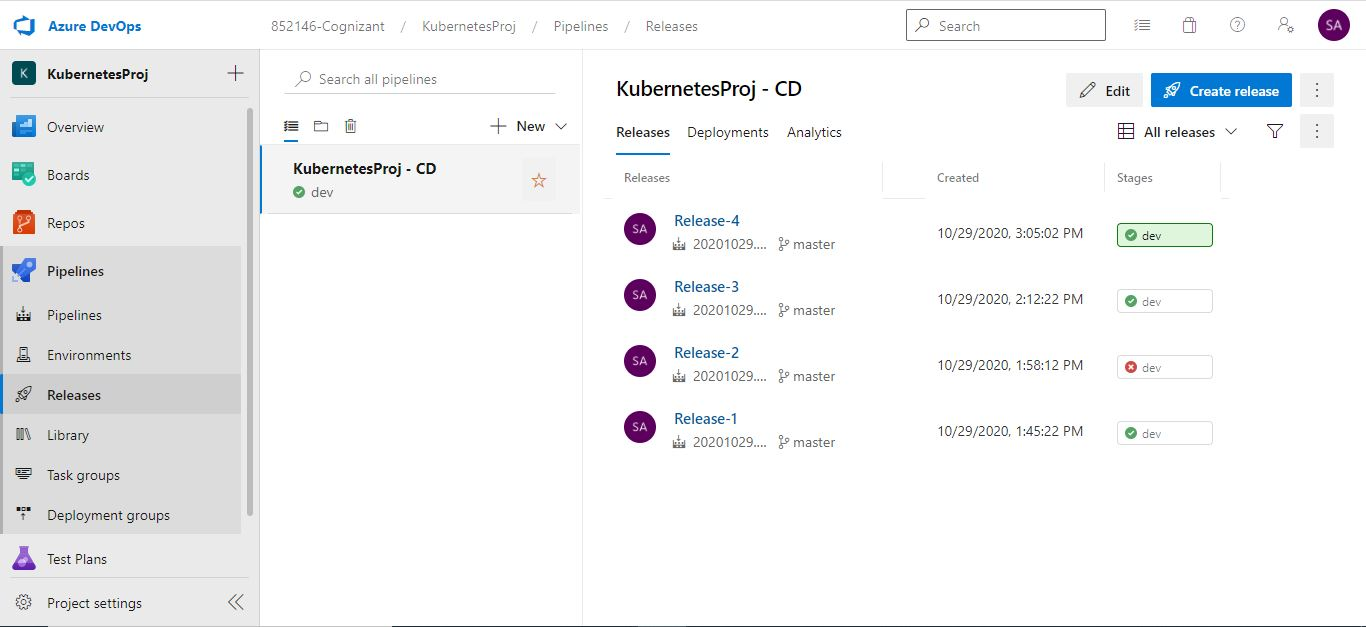 Azure DevOps
852146-Cognizant / KubernetesProj / Pipelines / Releases
Search
SA
K KubernetesProj
Overview
Boards
Repos
Pipelines
Pipelines
Environments
Releases
Library
Task groups
Deployment groups
Test Plans
Project settings
Search all pipelines
New
KubernetesProj - CD
dev
KubernetesProj - CD
Edit
Create release
Releases Deployments Analytics
All releases
Releases Created Stages
SA Release-4
20201029.... master
10/29/2020, 3:05:02 PM
dev
SA Release-3
20201029.... master
10/29/2020, 2:12:22 PM
dev
SA Release-2
20201029.... master
10/29/2020, 1:58:12 PM
dev
SA Release-1
20201029.... master
10/29/2020, 1:45:22 PM
dev